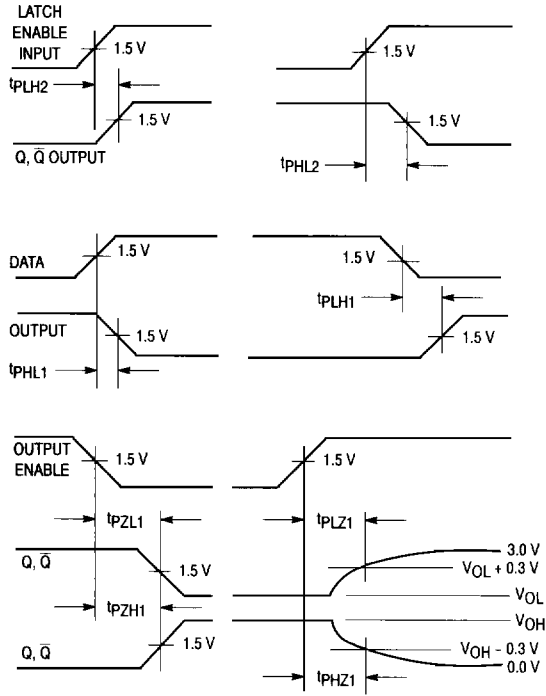 LATCH
ENABLE
INPUT
1.5 V
1.5 V
tPLH2
1.5 V
1.5 V
Q, Q̅ OUTPUT
tPHL2
1.5 V
1.5 V
DATA
tPLH1
OUTPUT
1.5 V
1.5 V
tPHL1
OUTPUT
ENABLE
1.5 V
1.5 V
tPZL1
tPLZ1
3.0 V
Q, Q̅
VOL + 0.3 V
1.5 V
VOL
tPZH1
VOH
1.5 V
VOH – 0.3 V
Q, Q̅
0.0 V
tPHZ1